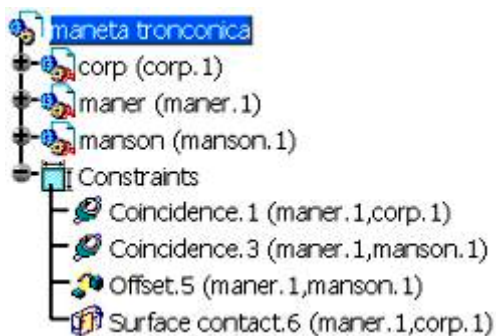 maneta tronconica
corp (corp.1)
maner (maner.1)
manson (manson.1)
Constraints
Coincidence.1 (maner.1,corp.1)
Coincidence.3 (maner.1,manson.1)
Offset.5 (maner.1,manson.1)
Surface contact.6 (maner.1,corp.1)